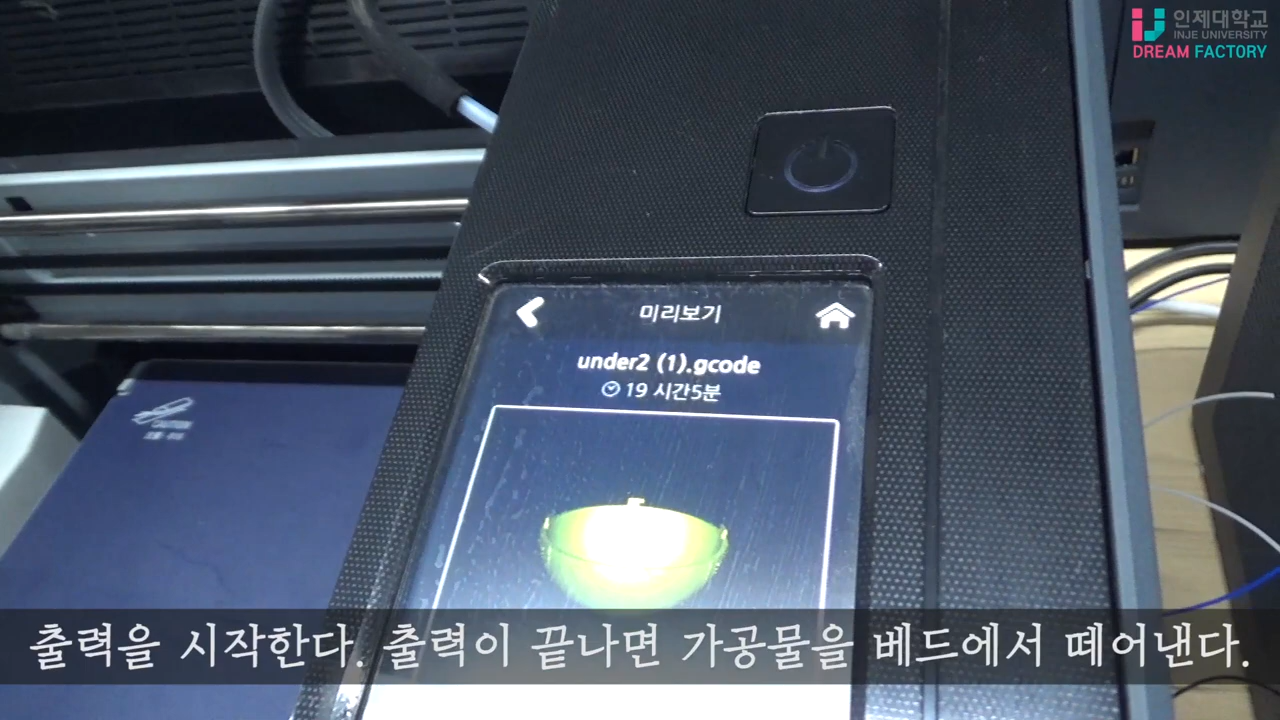 인제대학교
INJE UNIVERSITY
DREAM FACTORY
미리보기
under2 (1).gcode
19 시간5분
CAUTION
출력을 시작한다. 출력이 끝나면 가공물을 베드에서 떼어낸다.